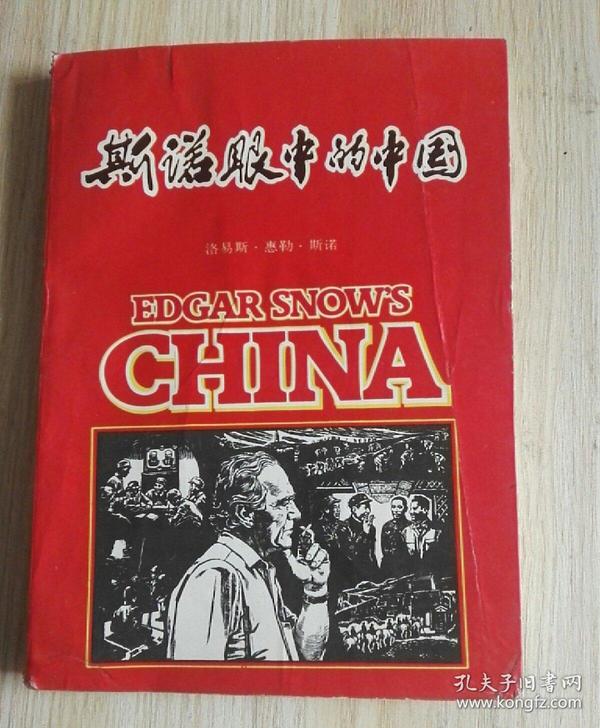 斯诺眼中的中国
洛易斯·惠勒·斯诺
EDGAR SNOW'S
CHINA
孔夫子旧书网
www.kongfz.com